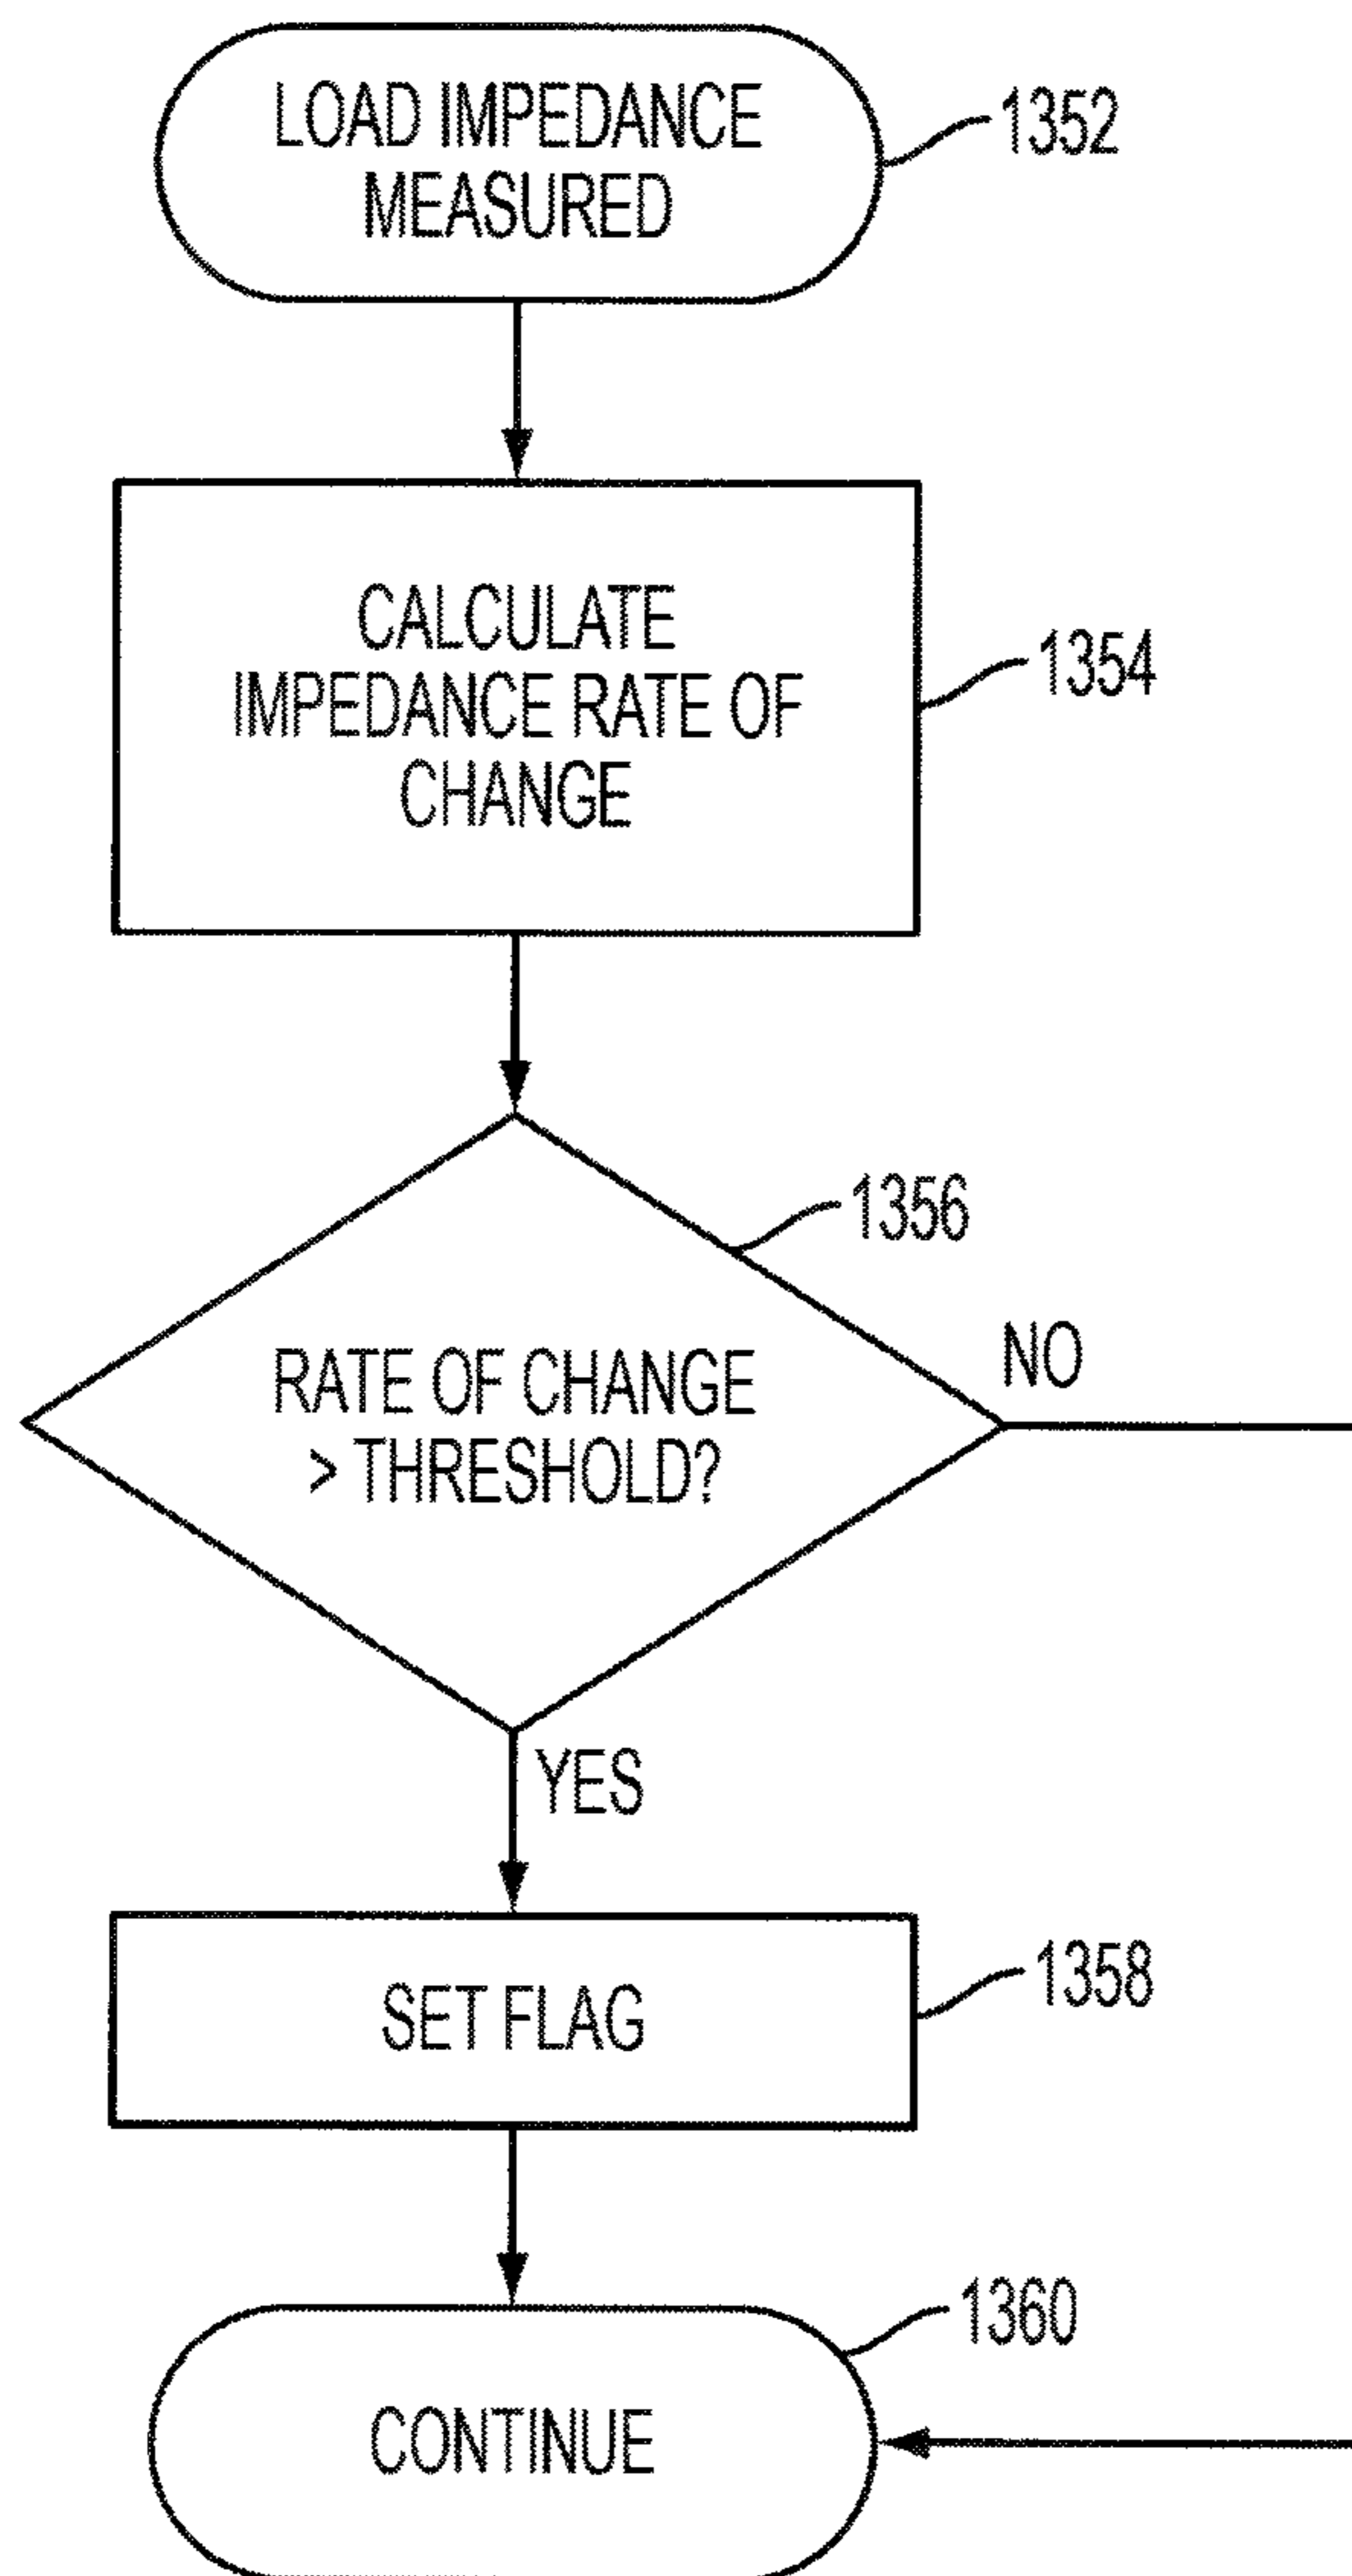 LOAD IMPEDANCE
MEASURED
1352
CALCULATE
IMPEDANCE RATE OF
CHANGE
1354
1356
RATE OF CHANGE
> THRESHOLD?
NO
YES
SET FLAG
1358
1360
CONTINUE